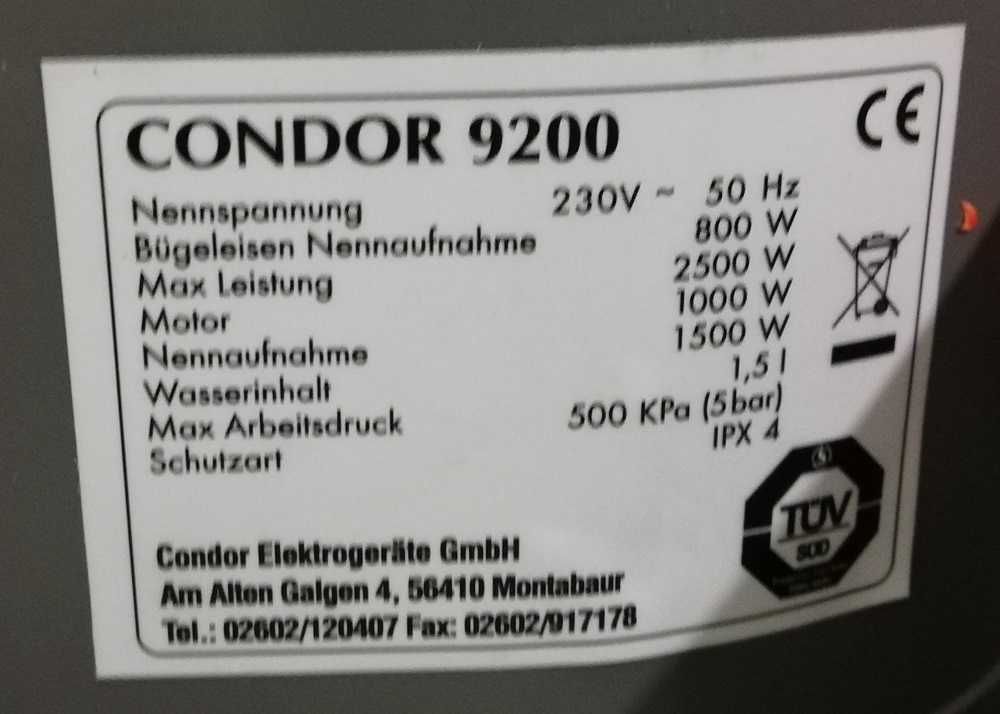 CONDOR 9200
CE
Nennspannung 230V ~ 50 Hz
Bügeleisen Nennaufnahme 800 W
Max Leistung 2500 W
Motor 1000 W
Nennaufnahme 1500 W
Wasserinhalt 1,5 l
Max Arbeitsdruck 500 KPa (5bar)
Schutzart IPX 4
TÜV
SÜD
Condor Elektrogeräte GmbH
Am Alten Galgen 4, 56410 Montabaur
Tel.: 02602/120407 Fax: 02602/917178